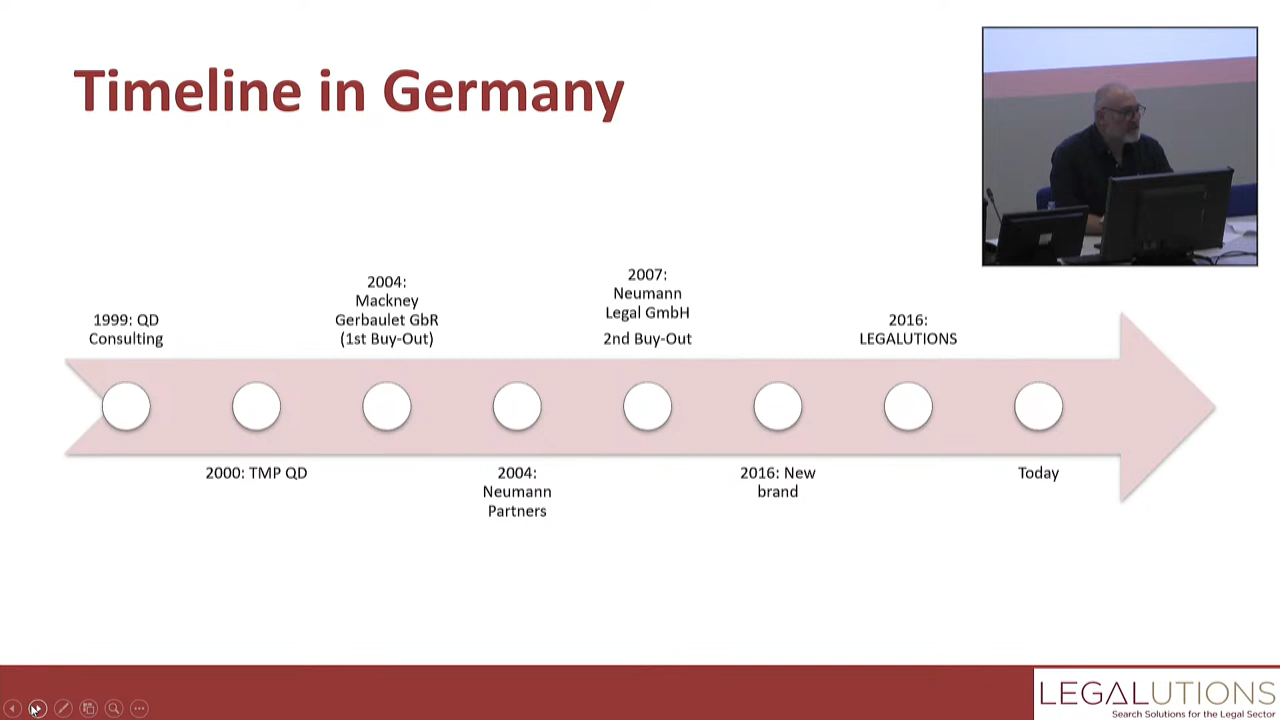 Timeline in Germany
1999: QD
Consulting
2000: TMP QD
2004:
Mackney
Gerbaulet GbR
(1st Buy-Out)
2004:
Neumann
Partners
2007:
Neumann
Legal GmbH
2nd Buy-Out
2016: New
brand
2016:
LEGALUTIONS
Today
LEGALUTIONS
Search Solutions for the Legal Sector